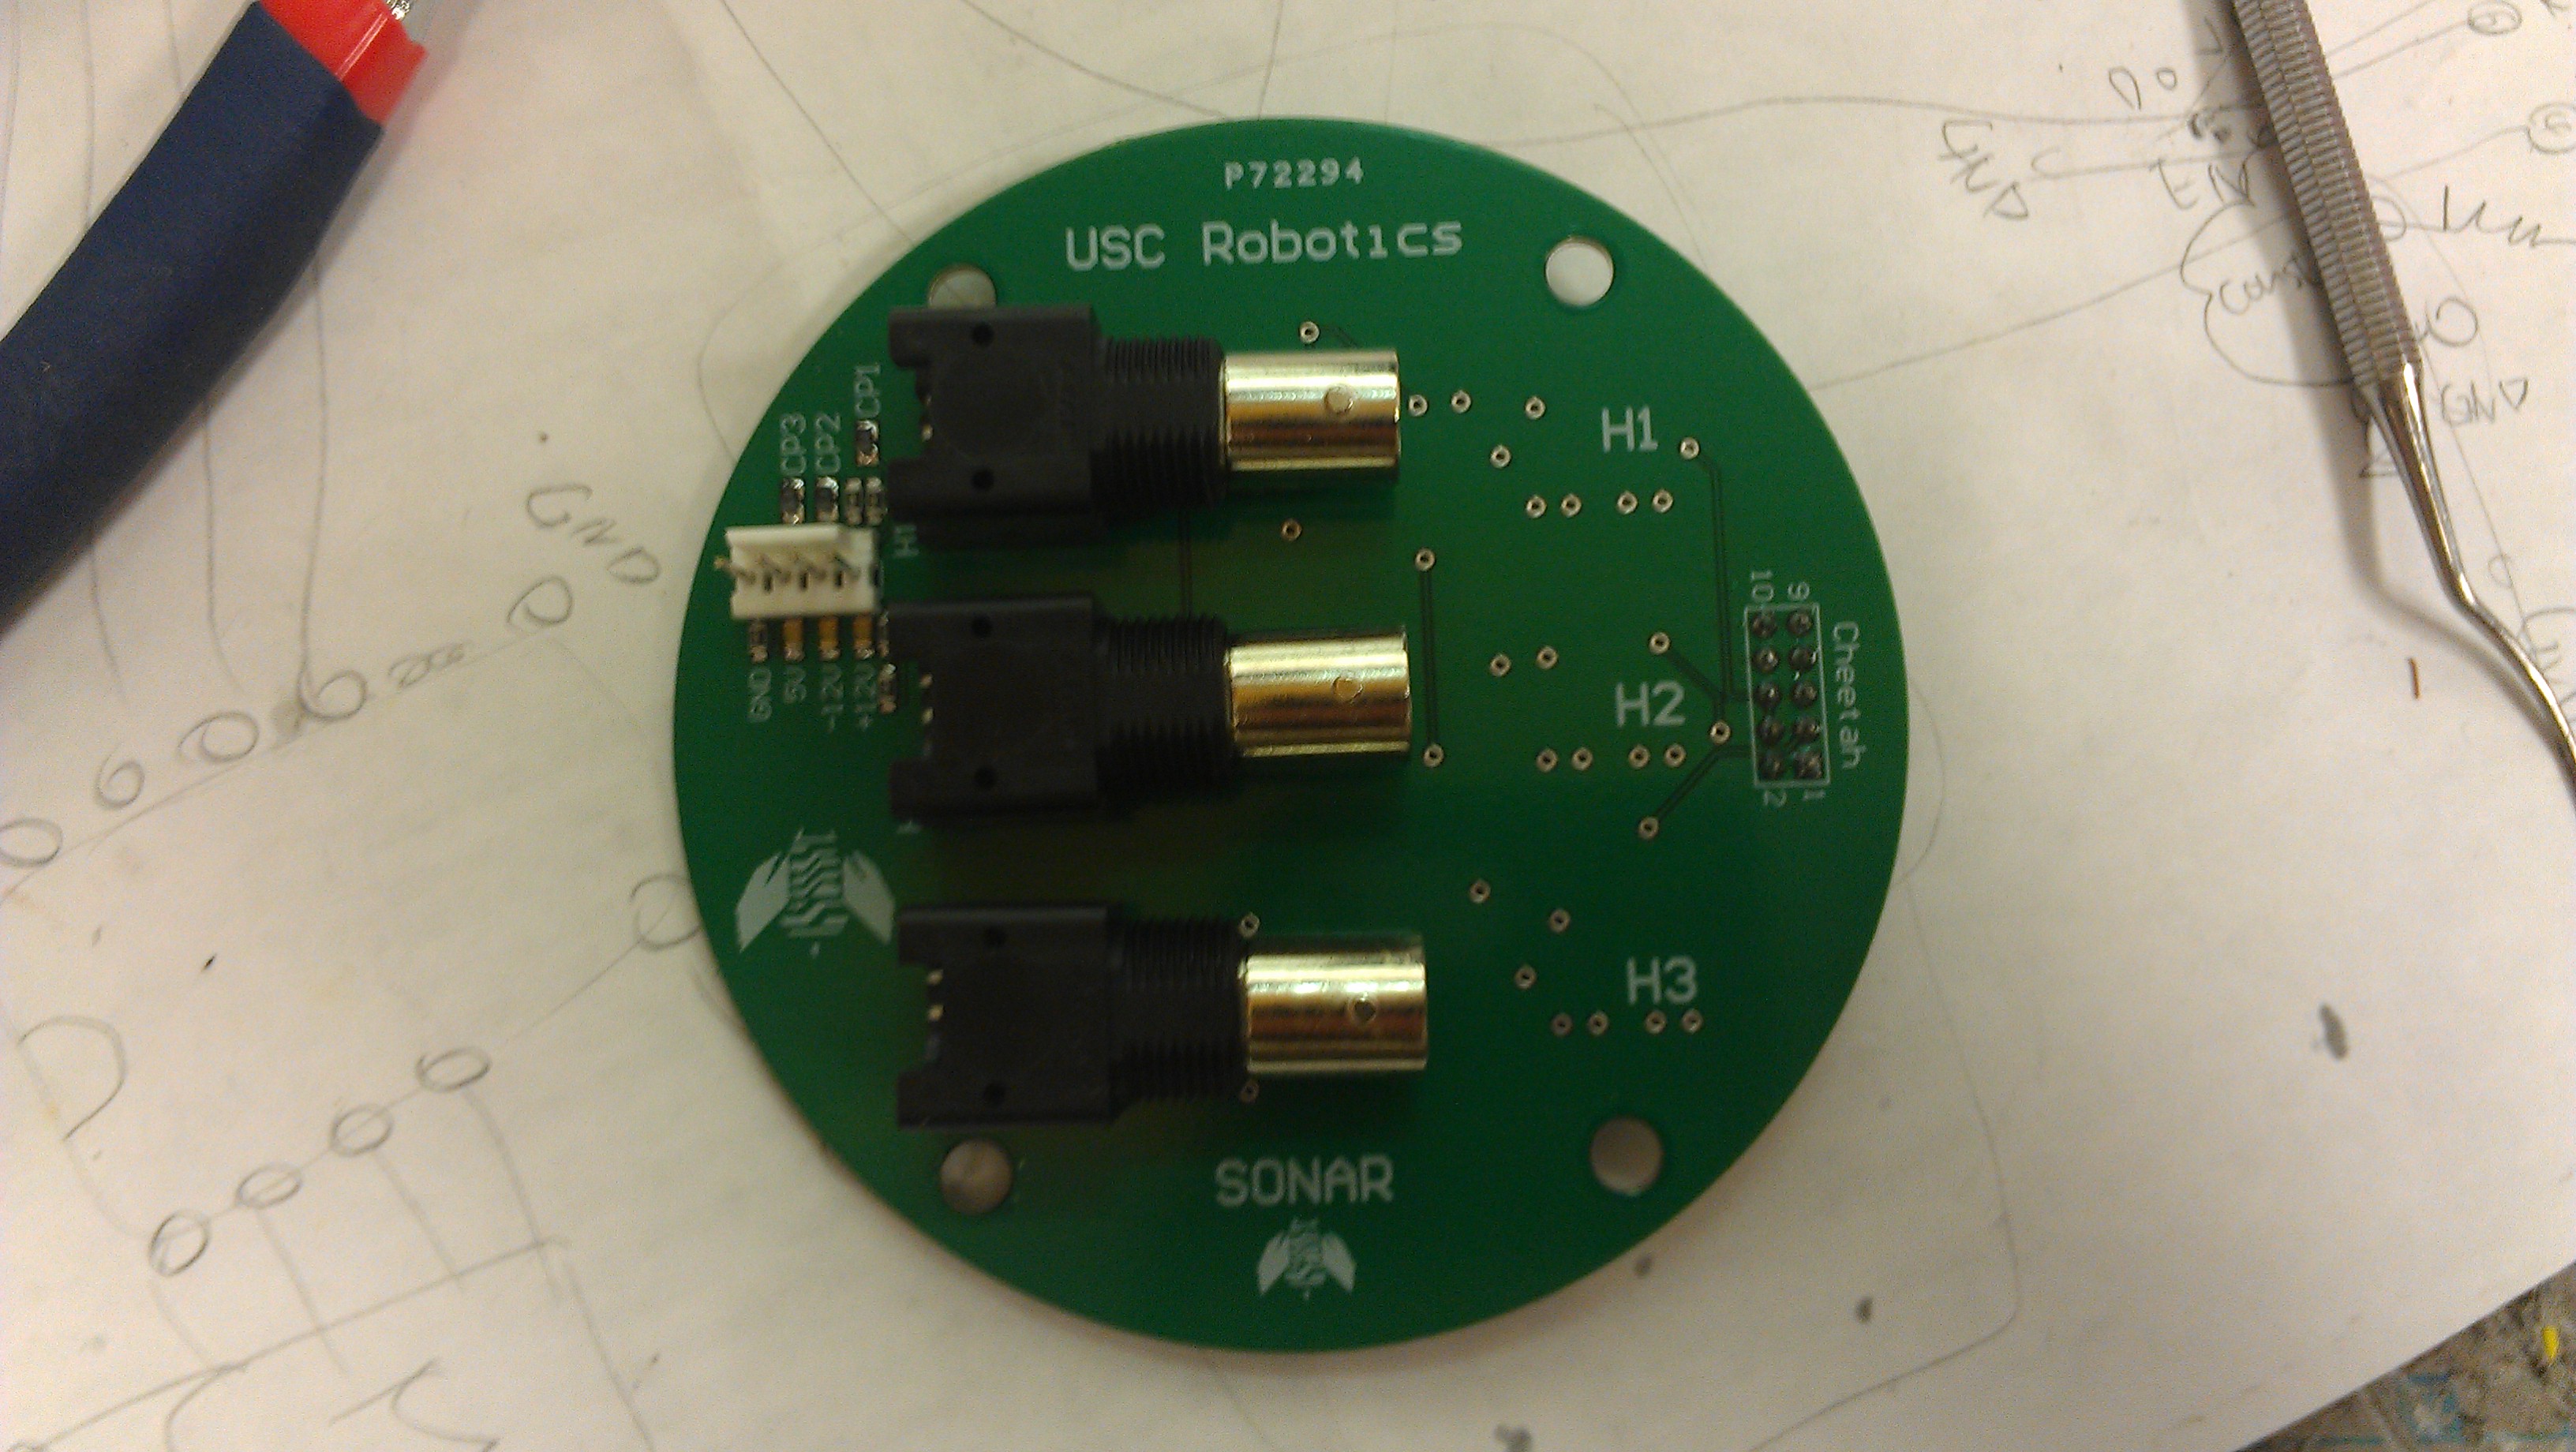 P72294
USC Robotics
CP3
CP2
CP1
H1
H1
GND
5V
-12V
+12V
10
9
Cheetah
2
1
H2
H3
SONAR
GND
GND
GND